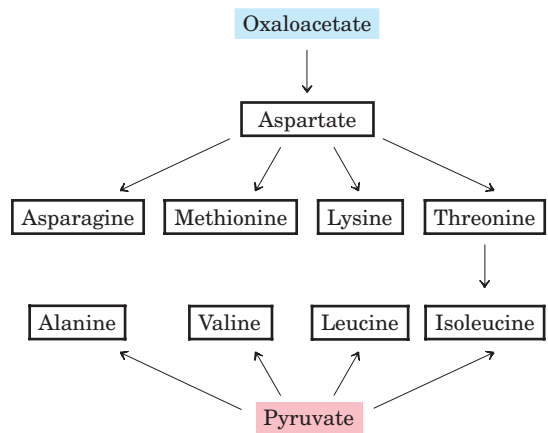 Oxaloacetate
Aspartate
Asparagine Methionine Lysine Threonine
Alanine Valine Leucine Isoleucine
Pyruvate